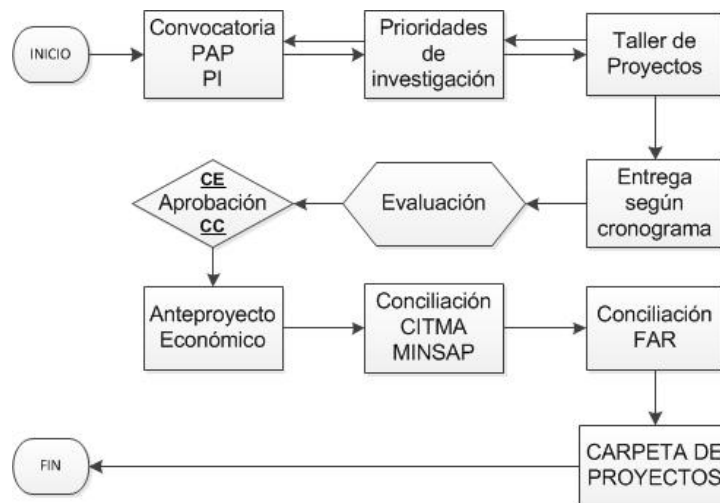 INICIO
Convocatoria
PAP
PI
Prioridades
de
investigación
Taller de
Proyectos
CE
Aprobación
CC
Evaluación
Entrega
según
cronograma
Anteproyecto
Económico
Conciliación
CITMA
MINSAP
Conciliación
FAR
FIN
CARPETA DE
PROYECTOS